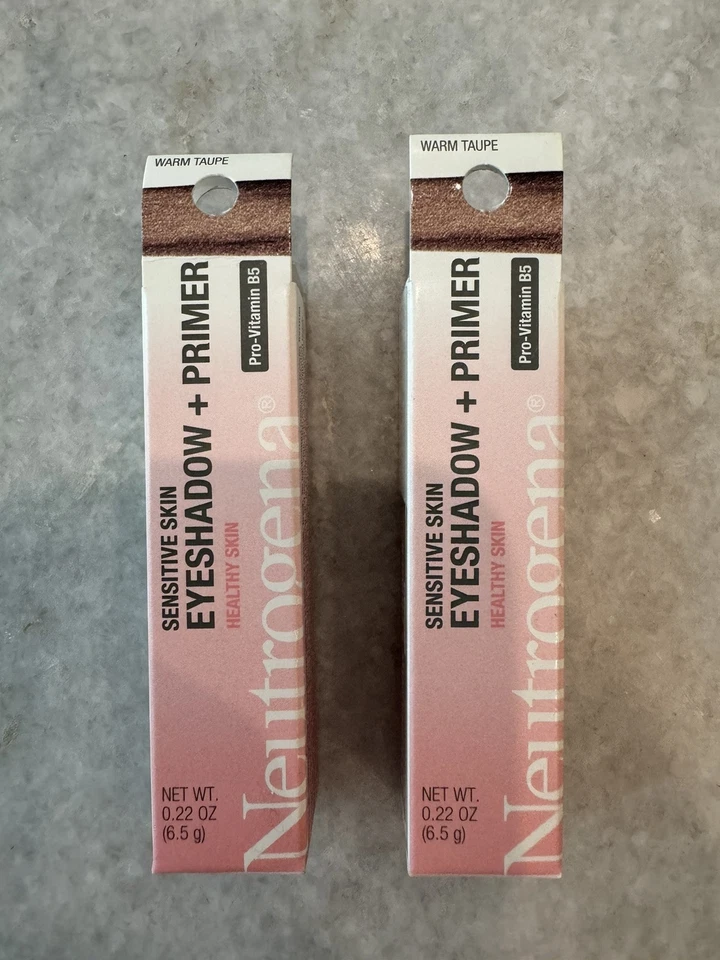 WARM TAUPE
Pro-Vitamin B5
SENSITIVE SKIN
EYESHADOW + PRIMER
HEALTHY SKIN
Neutrogena®
NET WT.
0.22 OZ
(6.5 g)
WARM TAUPE
Pro-Vitamin B5
SENSITIVE SKIN
EYESHADOW + PRIMER
HEALTHY SKIN
Neutrogena®
NET WT.
0.22 OZ
(6.5 g)